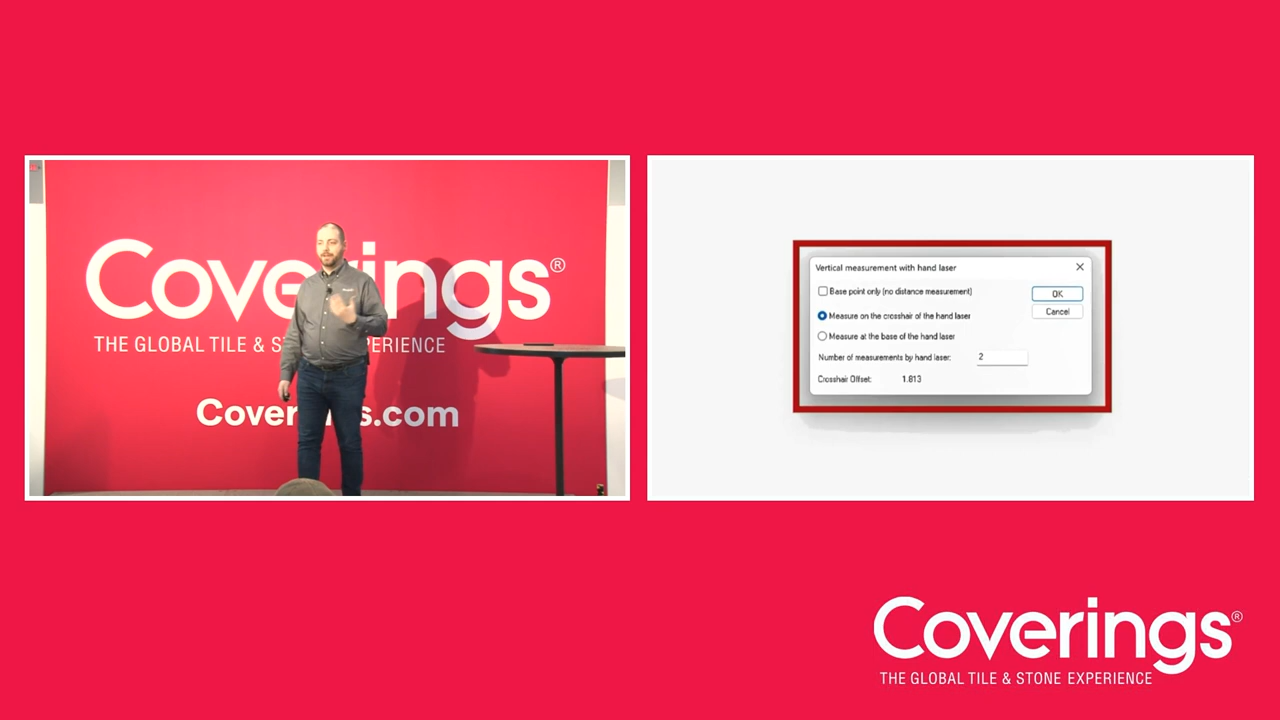 Coverings®
THE GLOBAL TILE & S XPERIENCE
Cover s.com
Vertical measurement with hand laser
Base point only (no distance measurement)
OK
Measure on the crosshair of the hand laser
Cancel
Measure at the base of the hand laser
Number of measurements by hand laser: 2
Crosshair Offset: 1.813
Coverings®
THE GLOBAL TILE & STONE EXPERIENCE